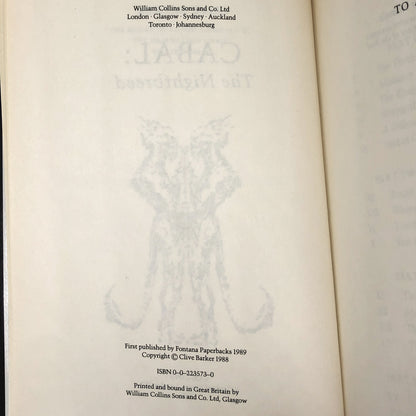 William Collins Sons and Co. Ltd
London · Glasgow · Sydney · Auckland
Toronto · Johannesburg
CABAL:
The Nightbreed
First published by Fontana Paperbacks 1989
Copyright © Clive Barker 1988
ISBN 0-0-223573-0
Printed and bound in Great Britain by
William Collins Sons and Co. Ltd, Glasgow
TO